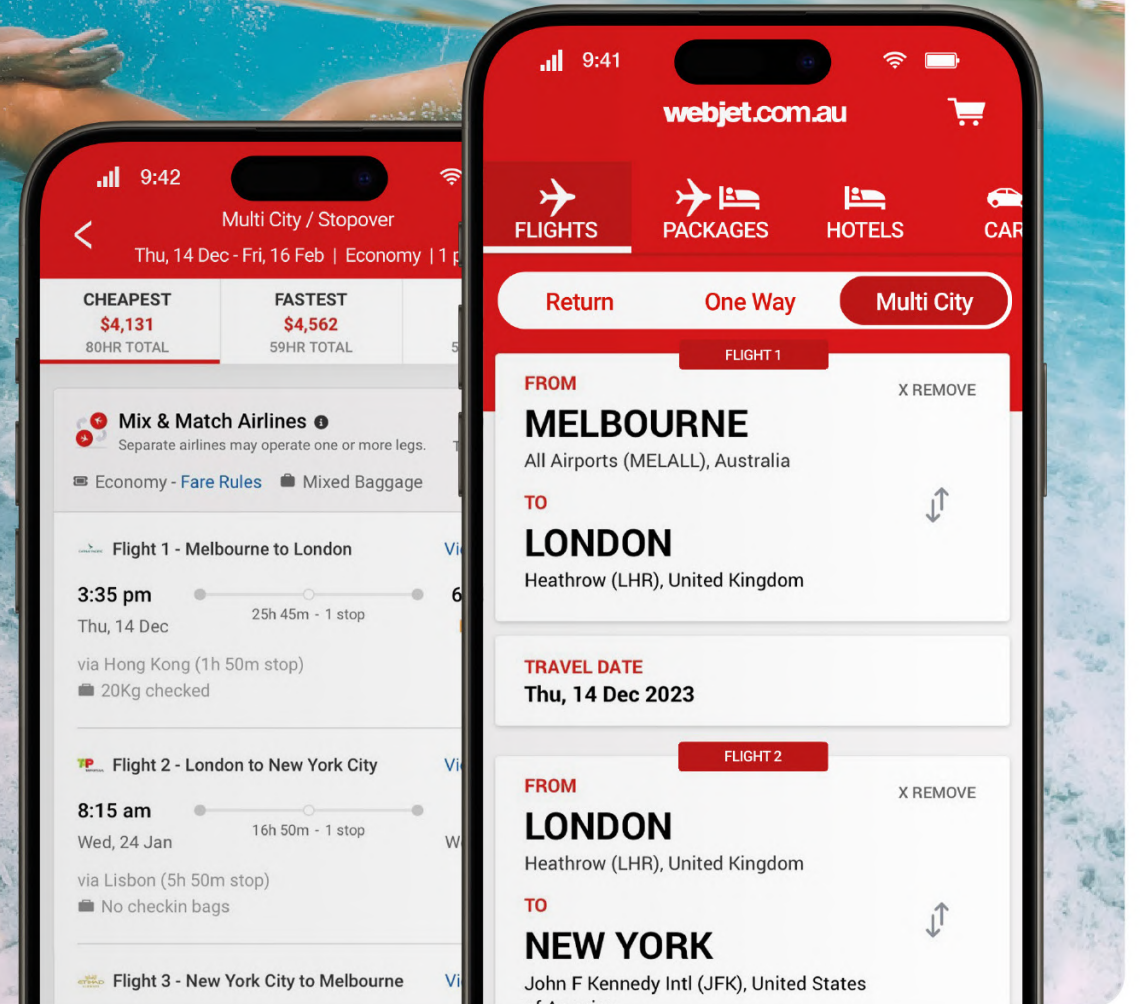 9:42
Multi City / Stopover
Thu, 14 Dec - Fri, 16 Feb | Economy | 1
CHEAPEST
$4,131
80HR TOTAL
FASTEST
$4,562
59HR TOTAL
5
Mix & Match Airlines
Separate airlines may operate one or more legs.
Economy - Fare Rules Mixed Baggage
Flight 1 - Melbourne to London
3:35 pm
6
25h 45m - 1 stop
Thu, 14 Dec
via Hong Kong (1h 50m stop)
20Kg checked
TP
Flight 2 - London to New York City
8:15 am
16h 50m - 1 stop
Wed, 24 Jan
via Lisbon (5h 50m stop)
No checkin bags
ETIHAD
Flight 3 - New York City to Melbourne
9:41
webjet.com.au
FLIGHTS
PACKAGES
HOTELS
CAR
Return
One Way
Multi City
FLIGHT 1
FROM
X REMOVE
MELBOURNE
All Airports (MELALL), Australia
TO
LONDON
Heathrow (LHR), United Kingdom
TRAVEL DATE
Thu, 14 Dec 2023
FLIGHT 2
FROM
X REMOVE
LONDON
Heathrow (LHR), United Kingdom
TO
NEW YORK
John F Kennedy Intl (JFK), United States